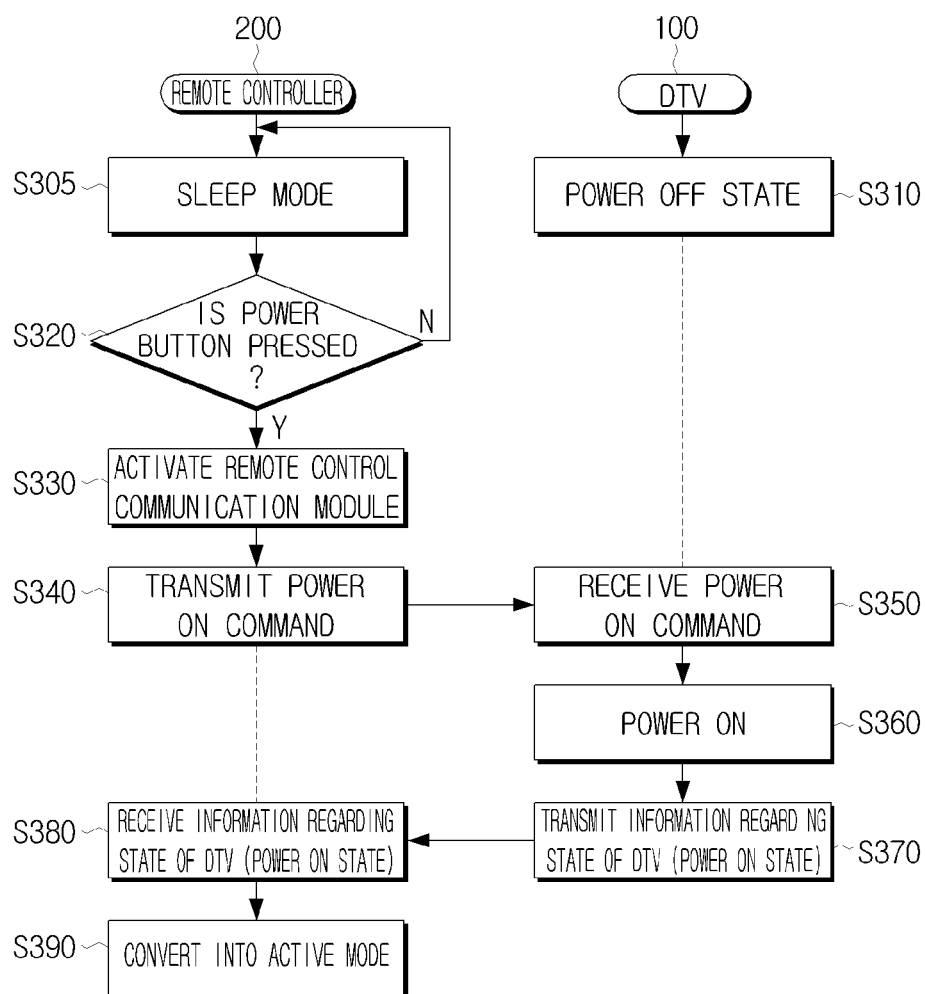 200
100
REMOTE CONTROLLER
DTV
S305
SLEEP MODE
POWER OFF STATE
S310
S320
IS POWER
BUTTON PRESSED
?
N
Y
S330
ACTIVATE REMOTE CONTROL
COMMUNICATION MODULE
S340
TRANSMIT POWER
ON COMMAND
RECEIVE POWER
ON COMMAND
S350
POWER ON
S360
S380
RECEIVE INFORMATION REGARDING
STATE OF DTV (POWER ON STATE)
TRANSMIT INFORMATION REGARDNG
STATE OF DTV (POWER ON STATE)
S370
S390
CONVERT INTO ACTIVE MODE